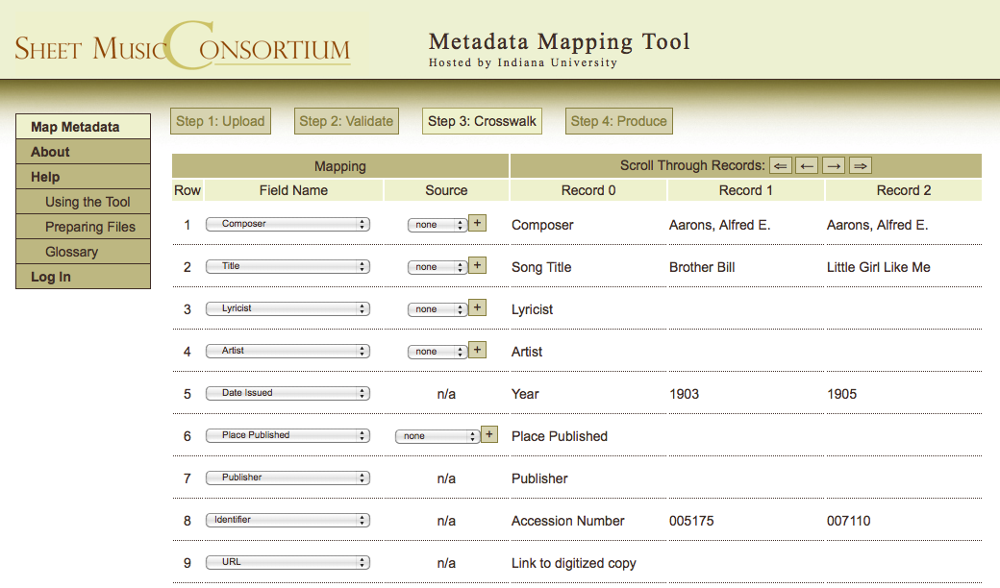 SHEET MUSIC CONSORTIUM
Metadata Mapping Tool
Hosted by Indiana University
Map Metadata
About
Help
Using the Tool
Preparing Files
Glossary
Log In
Step 1: Upload Step 2: Validate Step 3: Crosswalk Step 4: Produce
Mapping Scroll Through Records: ⇐ ← → ⇒
Row Field Name Source Record 0 Record 1 Record 2
1 Composer none + Composer Aarons, Alfred E. Aarons, Alfred E.
2 Title none + Song Title Brother Bill Little Girl Like Me
3 Lyricist none + Lyricist
4 Artist none + Artist
5 Date Issued n/a Year 1903 1905
6 Place Published none + Place Published
7 Publisher n/a Publisher
8 Identifier n/a Accession Number 005175 007110
9 URL n/a Link to digitized copy